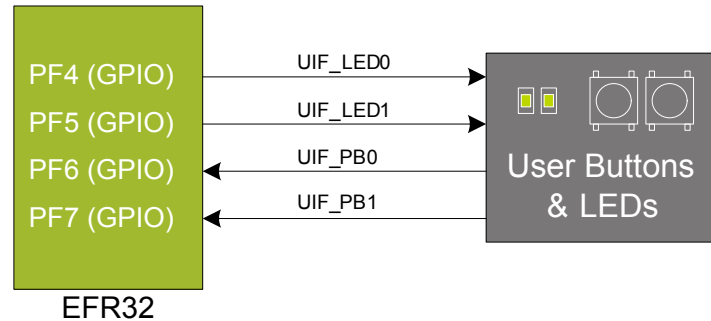 PF4 (GPIO)
UIF_LED0
PF5 (GPIO)
UIF_LED1
PF6 (GPIO)
UIF_PB0
PF7 (GPIO)
UIF_PB1
User Buttons
& LEDs
EFR32